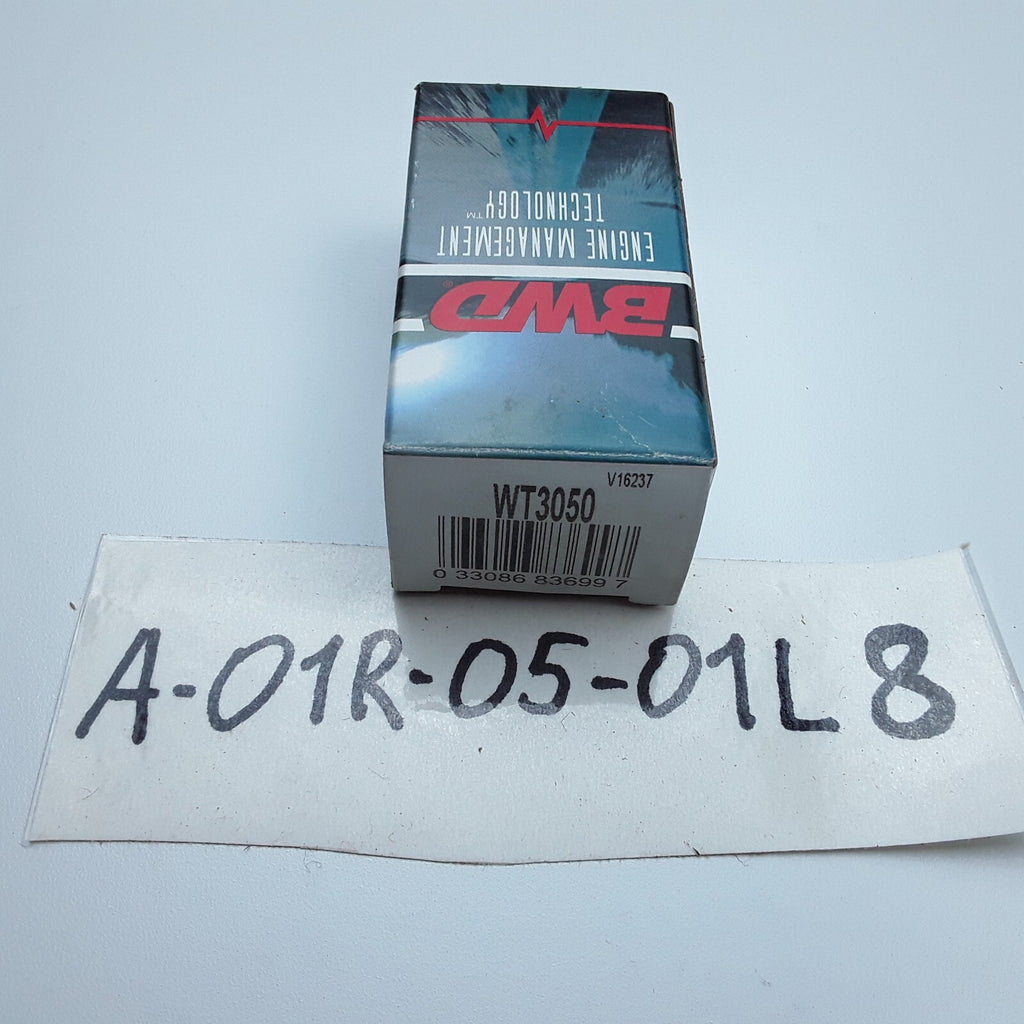 BWD®
ENGINE MANAGEMENT
TECHNOLOGY™
V16237
WT3050
0 33086 83699 7
A-01R-05-01L8